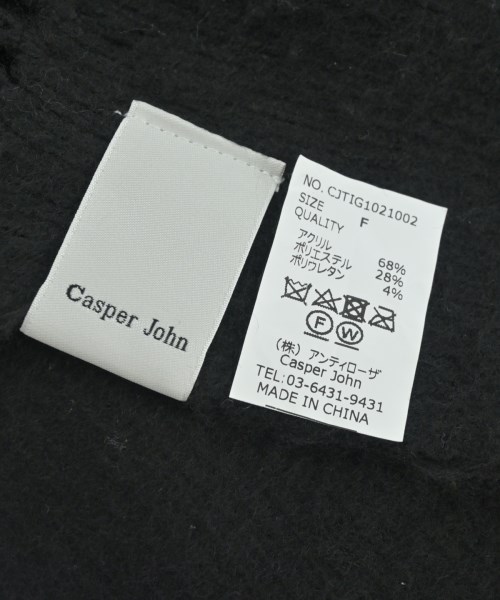 Casper John
NO. CJTIG1021002
SIZE F
QUALITY
アクリル 68%
ポリエステル 28%
ポリウレタン 4%
F W
(株) アンティローザ
Casper John
TEL:03-6431-9431
MADE IN CHINA